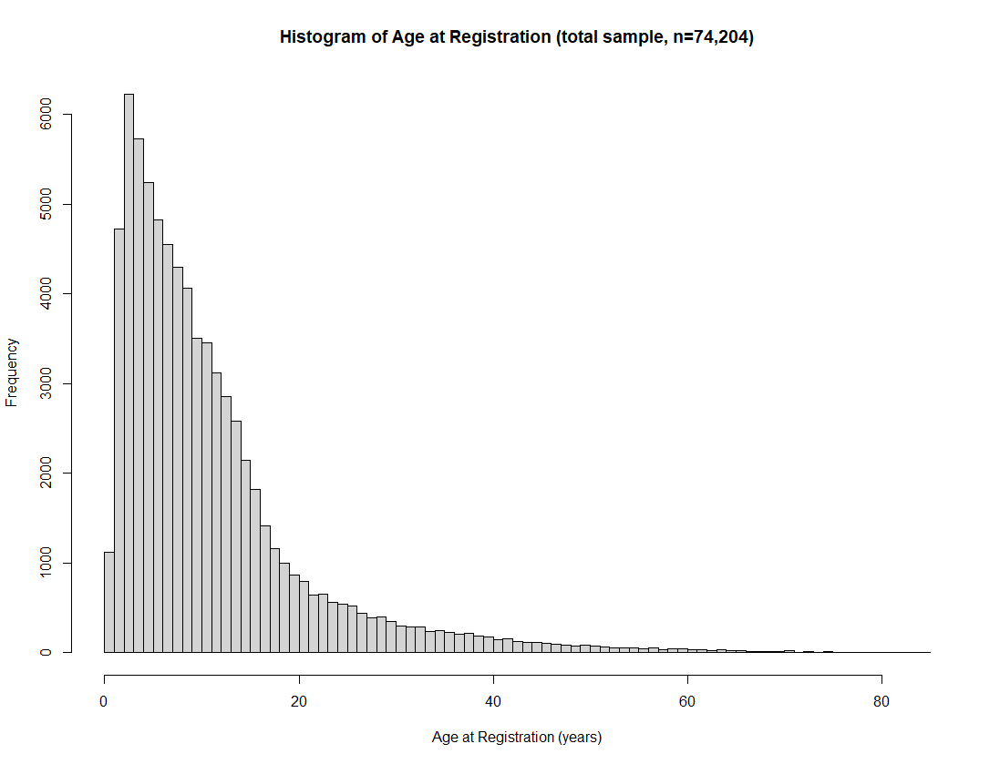 Histogram of Age at Registration (total sample, n=74,204)
Frequency
6000
5000
4000
3000
2000
1000
0
0 20 40 60 80
Age at Registration (years)